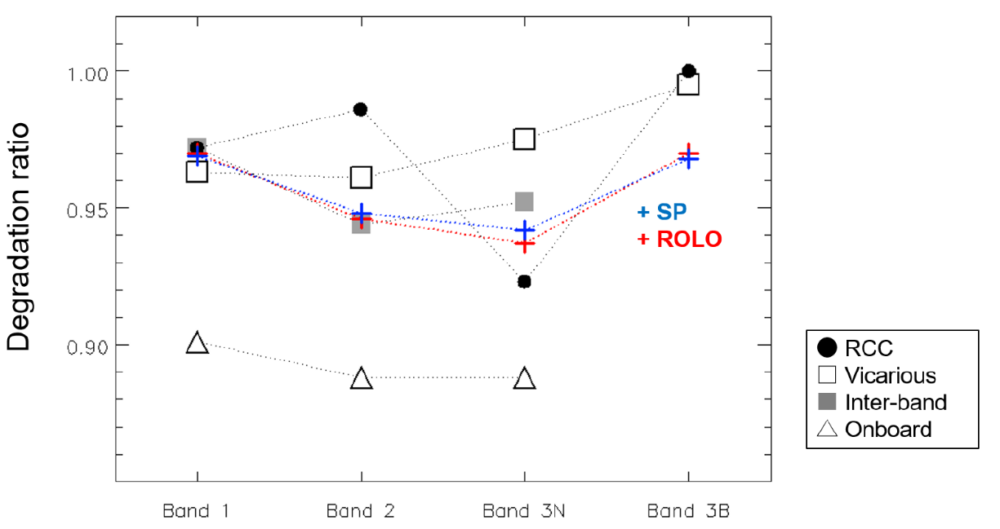 Degradation ratio
1.00
0.95
0.90
Band 1 Band 2 Band 3N Band 3B
+ SP
+ ROLO
RCC
Vicarious
Inter-band
Onboard